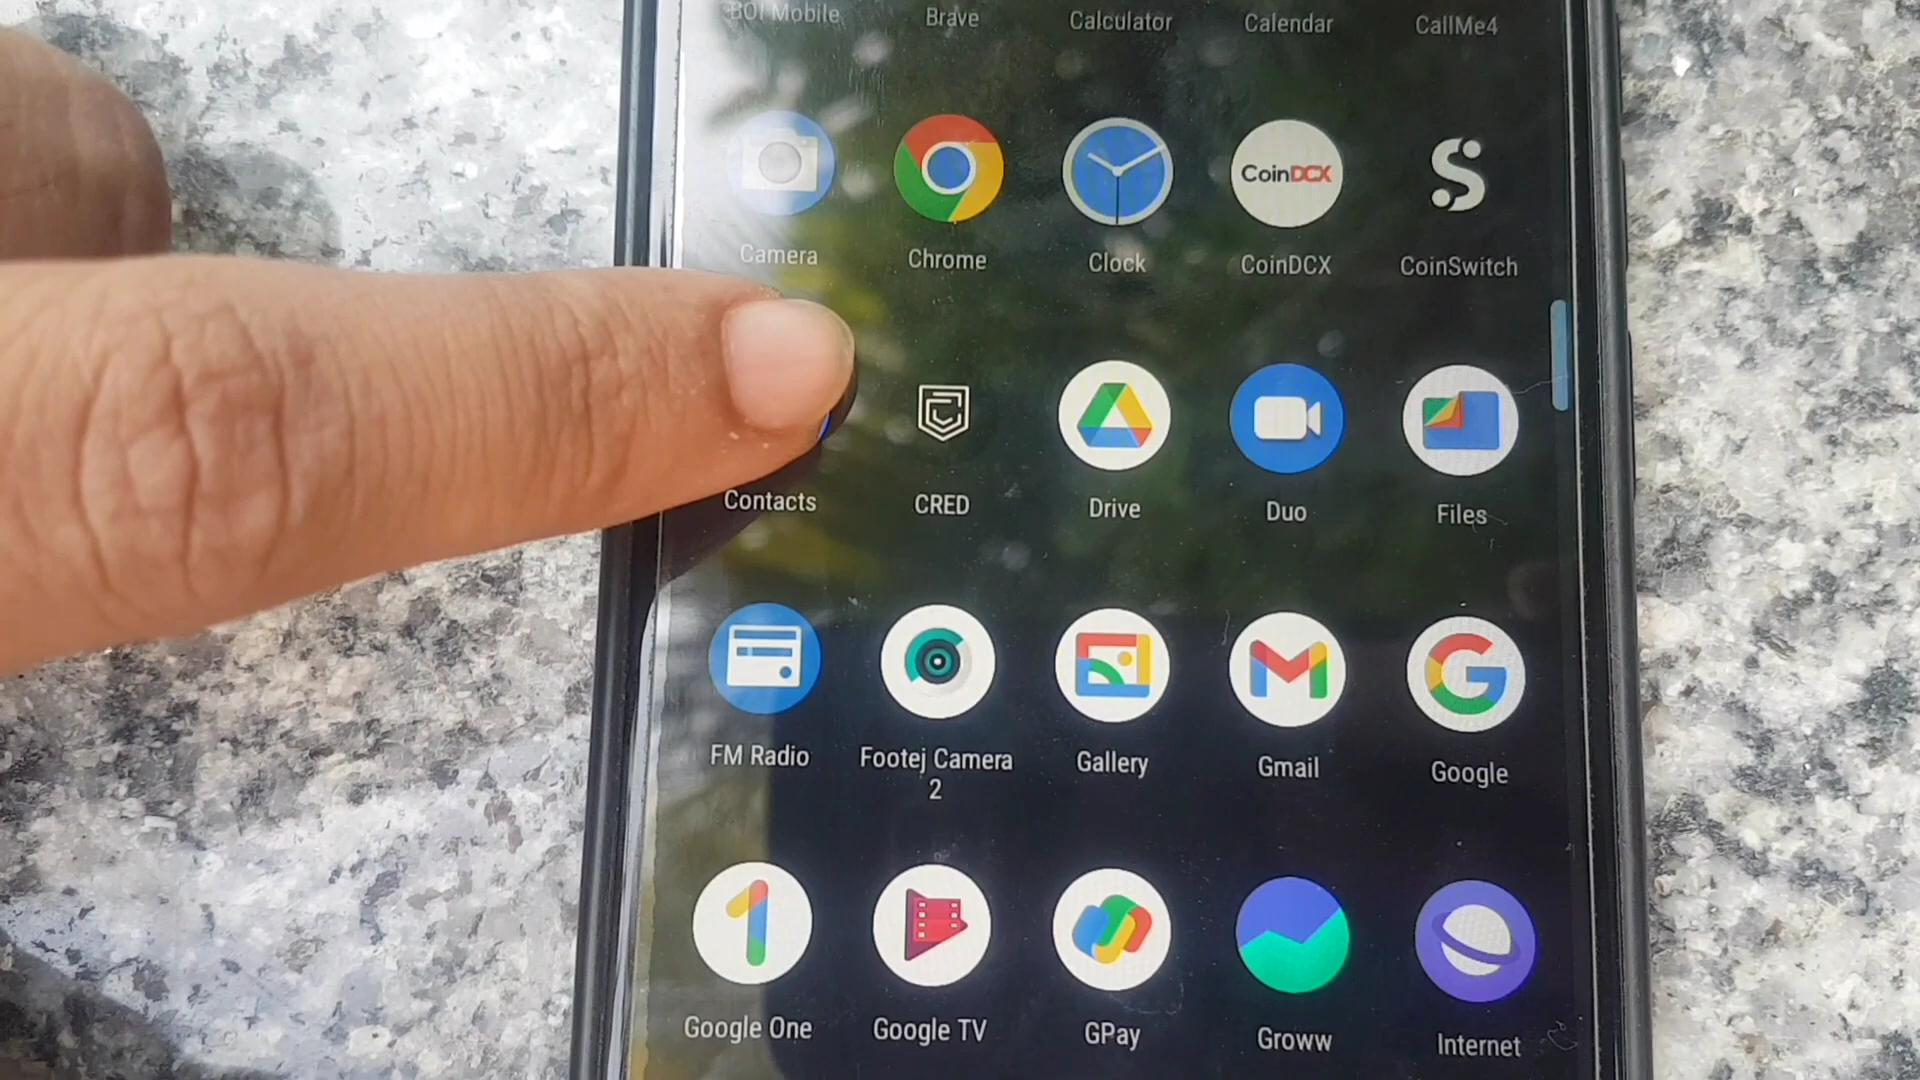 BOI Mobile
Brave
Calculator
Calendar
CallMe4
CoinDCX
Camera
Chrome
Clock
CoinDCX
CoinSwitch
Contacts
CRED
Drive
Duo
Files
FM Radio
Footej Camera
2
Gallery
Gmail
Google
Google One
Google TV
GPay
Groww
Internet